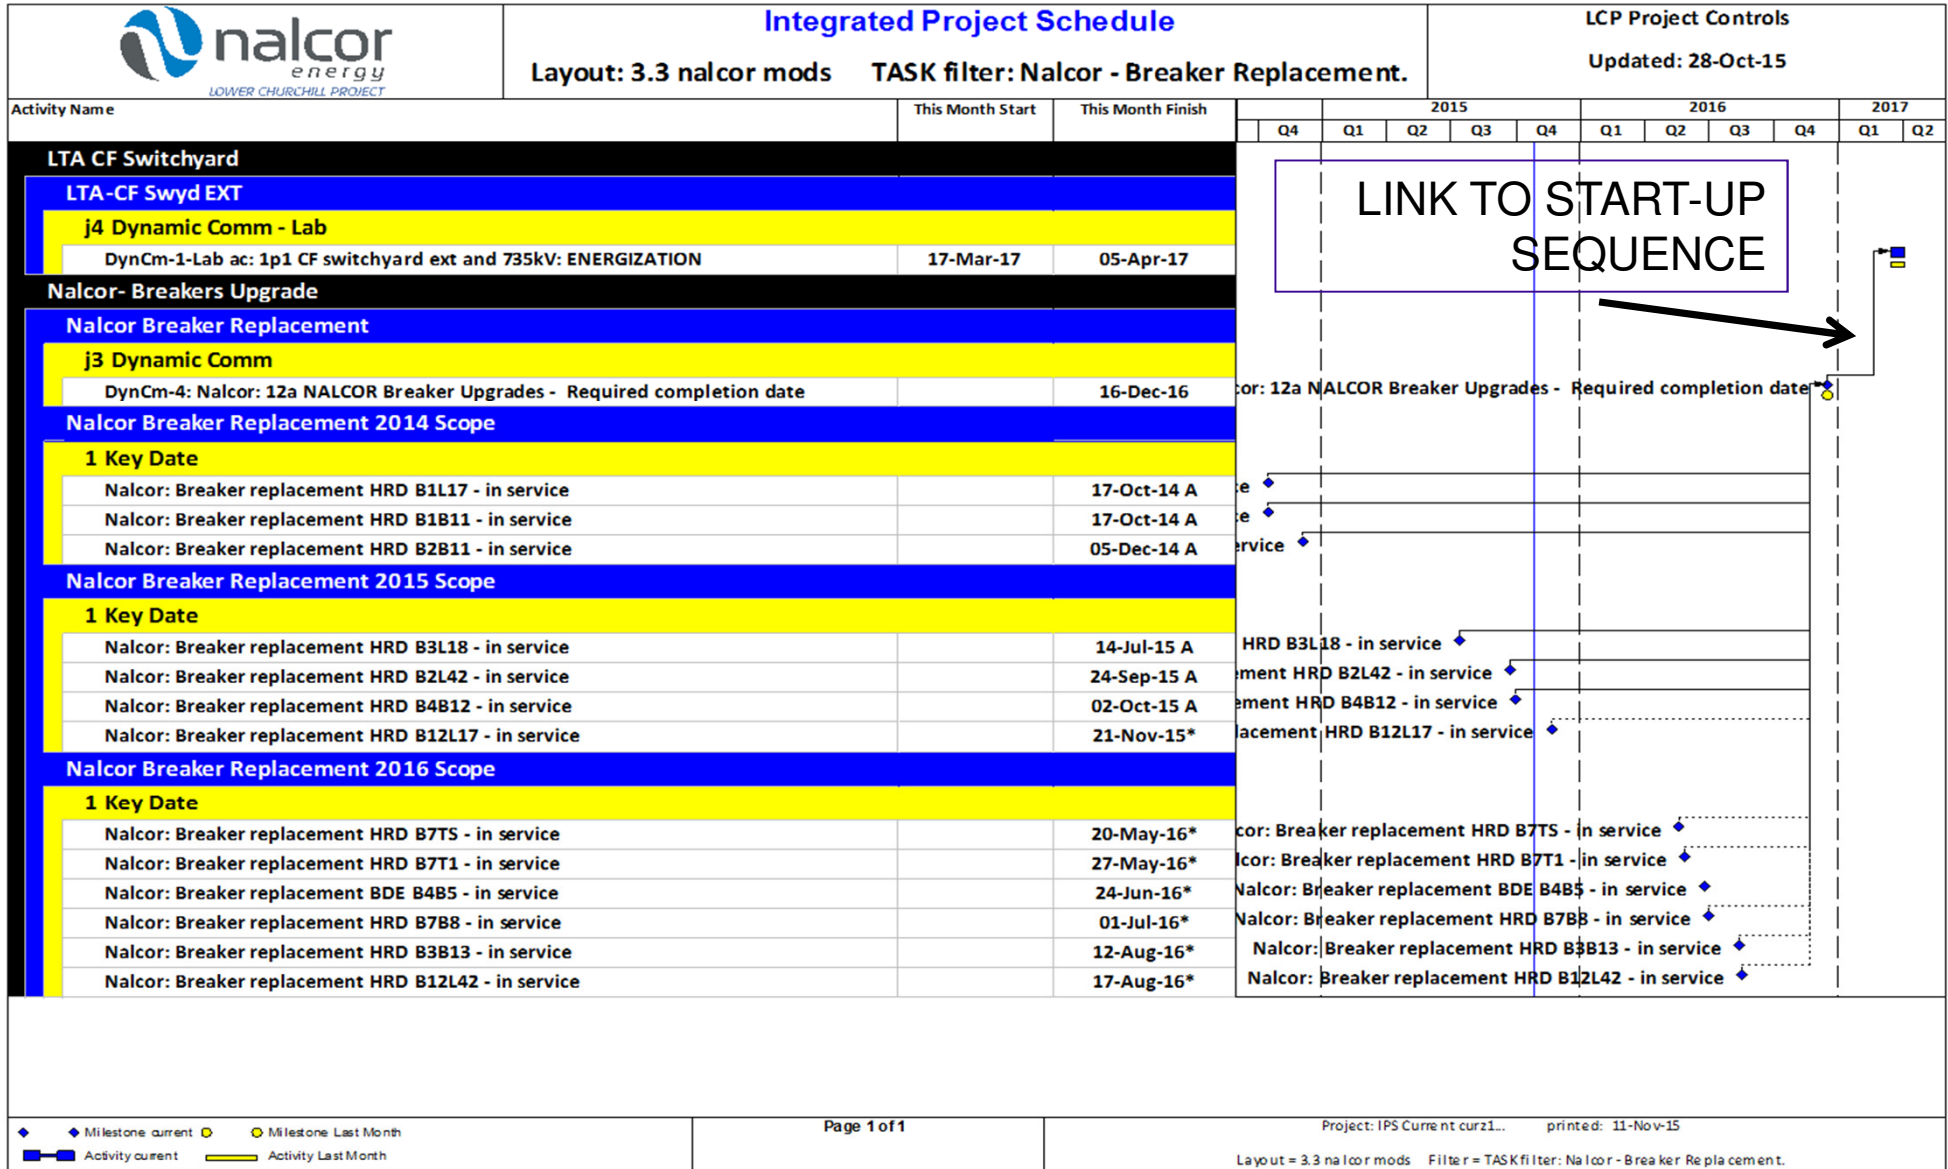 nalcor
energy
LOWER CHURCHILL PROJECT
Integrated Project Schedule
Layout: 3.3 nalcor mods TASK filter: Nalcor - Breaker Replacement.
LCP Project Controls
Updated: 28-Oct-15
Activity Name This Month Start This Month Finish
2015 2016 2017
Q4 Q1 Q2 Q3 Q4 Q1 Q2 Q3 Q4 Q1 Q2
LTA CF Switchyard
LTA-CF Swyd EXT
j4 Dynamic Comm - Lab
DynCm-1-Lab ac: 1p1 CF switchyard ext and 735kV: ENERGIZATION 17-Mar-17 05-Apr-17
LINK TO START-UP
SEQUENCE
Nalcor- Breakers Upgrade
Nalcor Breaker Replacement
j3 Dynamic Comm
DynCm-4: Nalcor: 12a NALCOR Breaker Upgrades - Required completion date 16-Dec-16 cor: 12a NALCOR Breaker Upgrades - Required completion date
Nalcor Breaker Replacement 2014 Scope
1 Key Date
Nalcor: Breaker replacement HRD B1L17 - in service 17-Oct-14 A ce
Nalcor: Breaker replacement HRD B1B11 - in service 17-Oct-14 A ce
Nalcor: Breaker replacement HRD B2B11 - in service 05-Dec-14 A ervice
Nalcor Breaker Replacement 2015 Scope
1 Key Date
Nalcor: Breaker replacement HRD B3L18 - in service 14-Jul-15 A HRD B3L18 - in service
Nalcor: Breaker replacement HRD B2L42 - in service 24-Sep-15 A ement HRD B2L42 - in service
Nalcor: Breaker replacement HRD B4B12 - in service 02-Oct-15 A ement HRD B4B12 - in service
Nalcor: Breaker replacement HRD B12L17 - in service 21-Nov-15* lacement HRD B12L17 - in service
Nalcor Breaker Replacement 2016 Scope
1 Key Date
Nalcor: Breaker replacement HRD B7TS - in service 20-May-16* cor: Breaker replacement HRD B7TS - in service
Nalcor: Breaker replacement HRD B7T1 - in service 27-May-16* lcor: Breaker replacement HRD B7T1 - in service
Nalcor: Breaker replacement BDE B4B5 - in service 24-Jun-16* Nalcor: Breaker replacement BDE B4B5 - in service
Nalcor: Breaker replacement HRD B7B8 - in service 01-Jul-16* Nalcor: Breaker replacement HRD B7B8 - in service
Nalcor: Breaker replacement HRD B3B13 - in service 12-Aug-16* Nalcor: Breaker replacement HRD B3B13 - in service
Nalcor: Breaker replacement HRD B12L42 - in service 17-Aug-16* Nalcor: Breaker replacement HRD B12L42 - in service
Milestone current Milestone Last Month
Activity current Activity Last Month
Page 1 of 1
Project: IPS Current curz1... printed: 11-Nov-15
Layout = 3.3 nalcor mods Filter = TASK filter: Nalcor - Breaker Replacement.